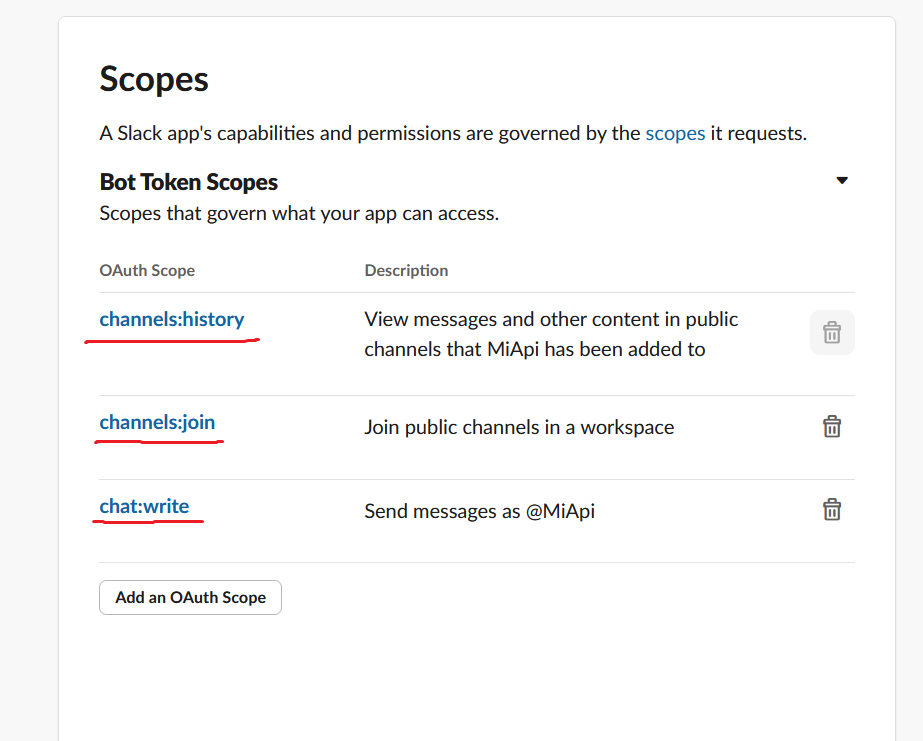 Scopes
A Slack app's capabilities and permissions are governed by the scopes it requests.
Bot Token Scopes
Scopes that govern what your app can access.
OAuth Scope Description
channels:history View messages and other content in public
channels that MiApi has been added to
channels:join Join public channels in a workspace
chat:write Send messages as @MiApi
Add an OAuth Scope